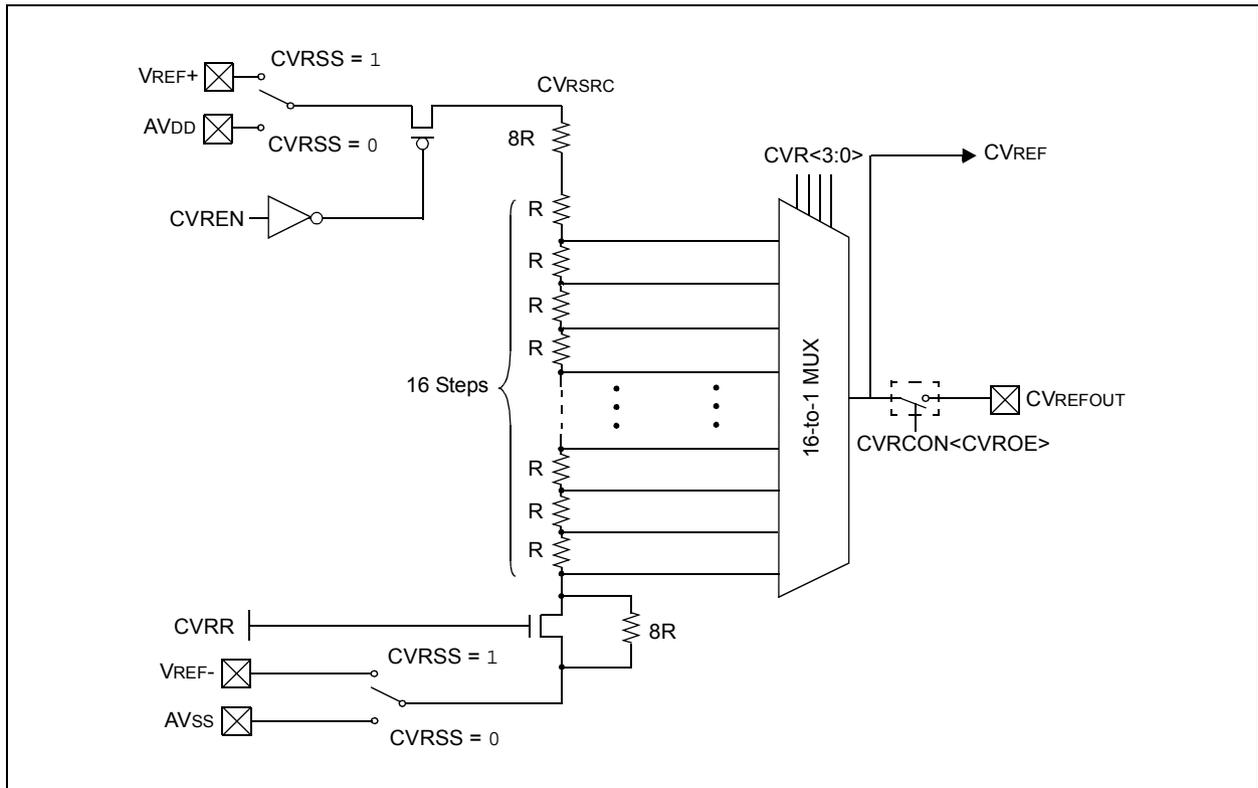 CVRSS = 1
VREF+
CVRSRC
AVDD
8R
CVRSS = 0
CVR<3:0>
CVREF
CVREN
R
R
R
R
16 Steps
16-to-1 MUX
CVREFOUT
CVRCON<CVROE>
R
R
R
CVRR
8R
CVRSS = 1
VREF-
AVSS
CVRSS = 0